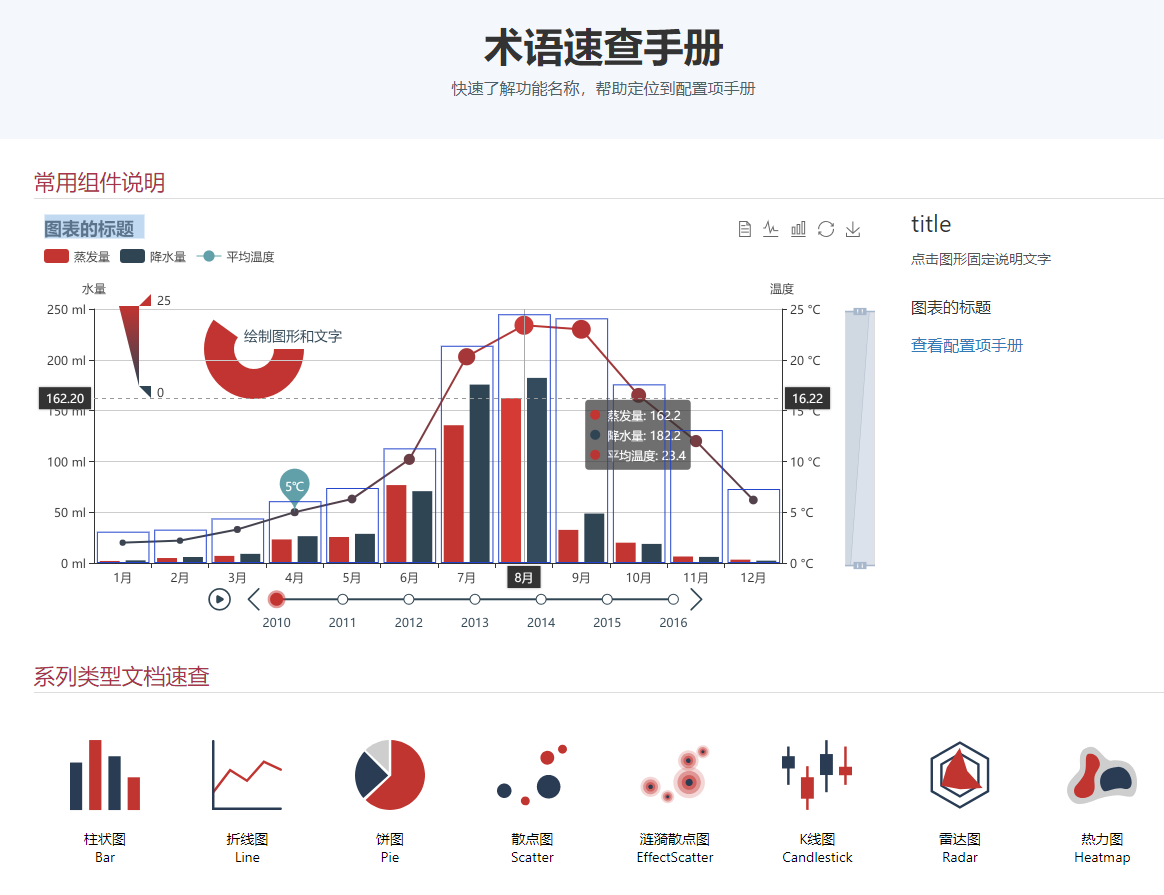 术语速查手册
快速了解功能名称，帮助定位到配置项手册
常用组件说明
图表的标题
蒸发量 降水量 平均温度
title
点击图形固定说明文字
图表的标题
查看配置项手册
水量
温度
25
0
绘制图形和文字
250 ml
200 ml
162.20
150 ml
100 ml
50 ml
0 ml
25 °C
20 °C
16.22
15 °C
10 °C
5 °C
0 °C
5℃
蒸发量: 162.2
降水量: 182.2
平均温度: 23.4
1月 2月 3月 4月 5月 6月 7月 8月 9月 10月 11月 12月
2010 2011 2012 2013 2014 2015 2016
系列类型文档速查
柱状图 折线图 饼图 散点图 涟漪散点图 K线图 雷达图 热力图
Bar Line Pie Scatter EffectScatter Candlestick Radar Heatmap